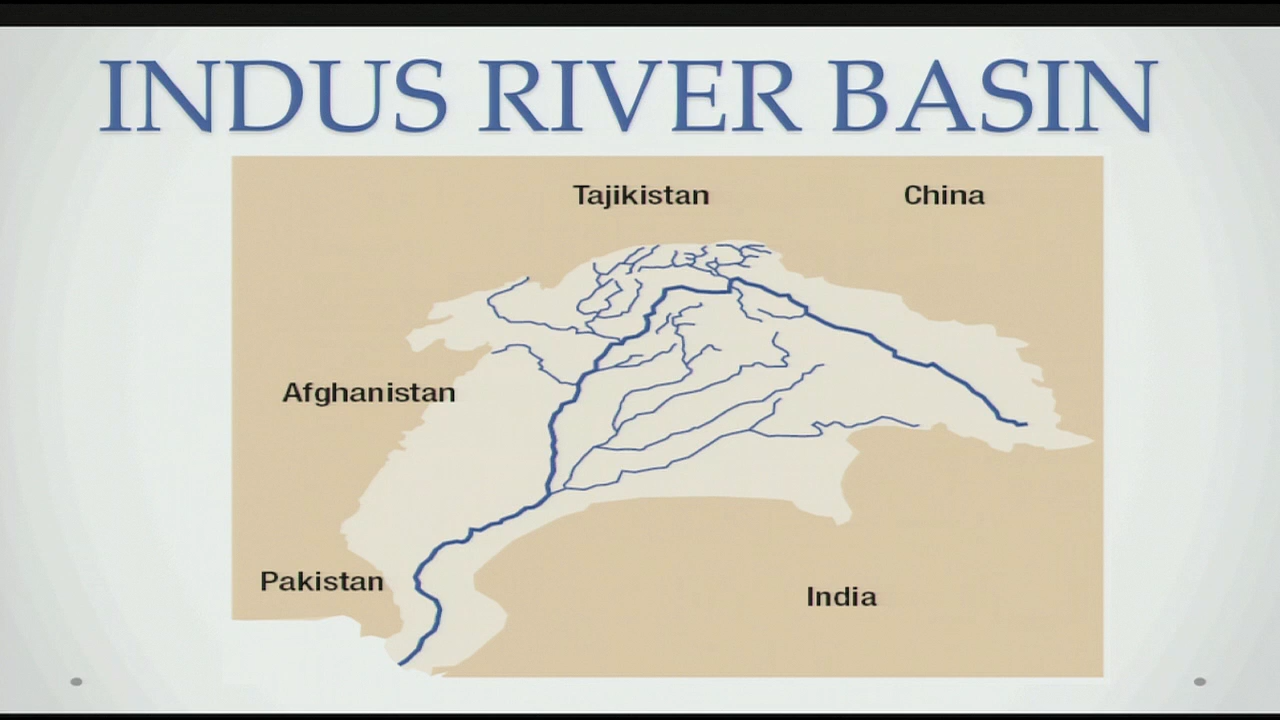 INDUS RIVER BASIN
Tajikistan
China
Afghanistan
Pakistan
India